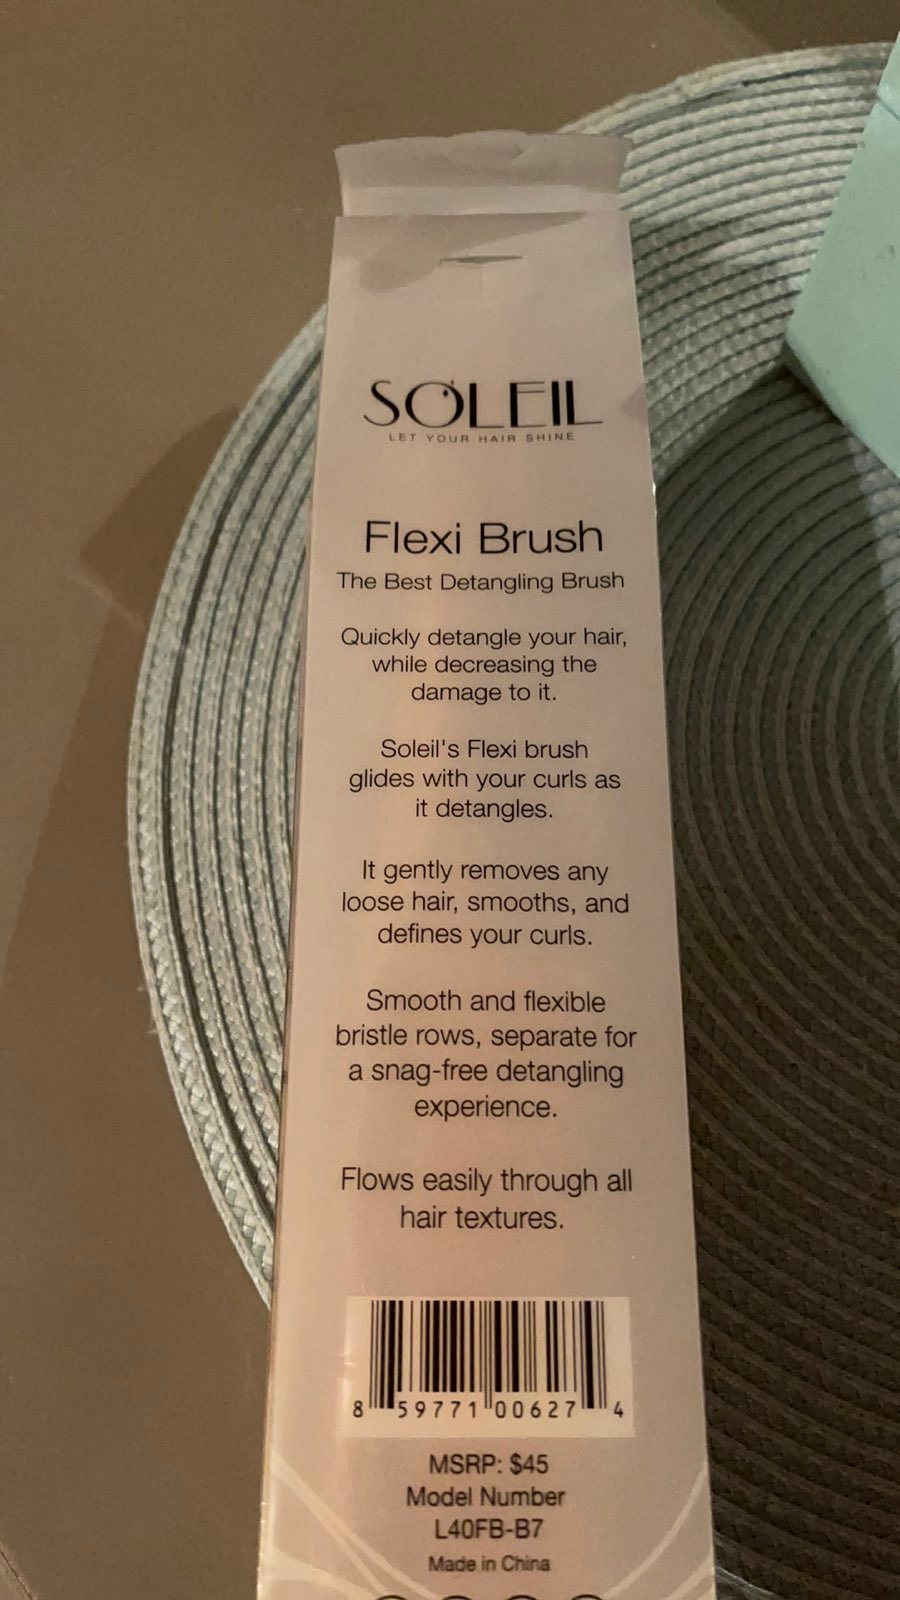 SOLEIL
LET YOUR HAIR SHINE
Flexi Brush
The Best Detangling Brush
Quickly detangle your hair,
while decreasing the
damage to it.
Soleil's Flexi brush
glides with your curls as
it detangles.
It gently removes any
loose hair, smooths, and
defines your curls.
Smooth and flexible
bristle rows, separate for
a snag-free detangling
experience.
Flows easily through all
hair textures.
8 59771 00627 4
MSRP: $45
Model Number
L40FB-B7
Made in China